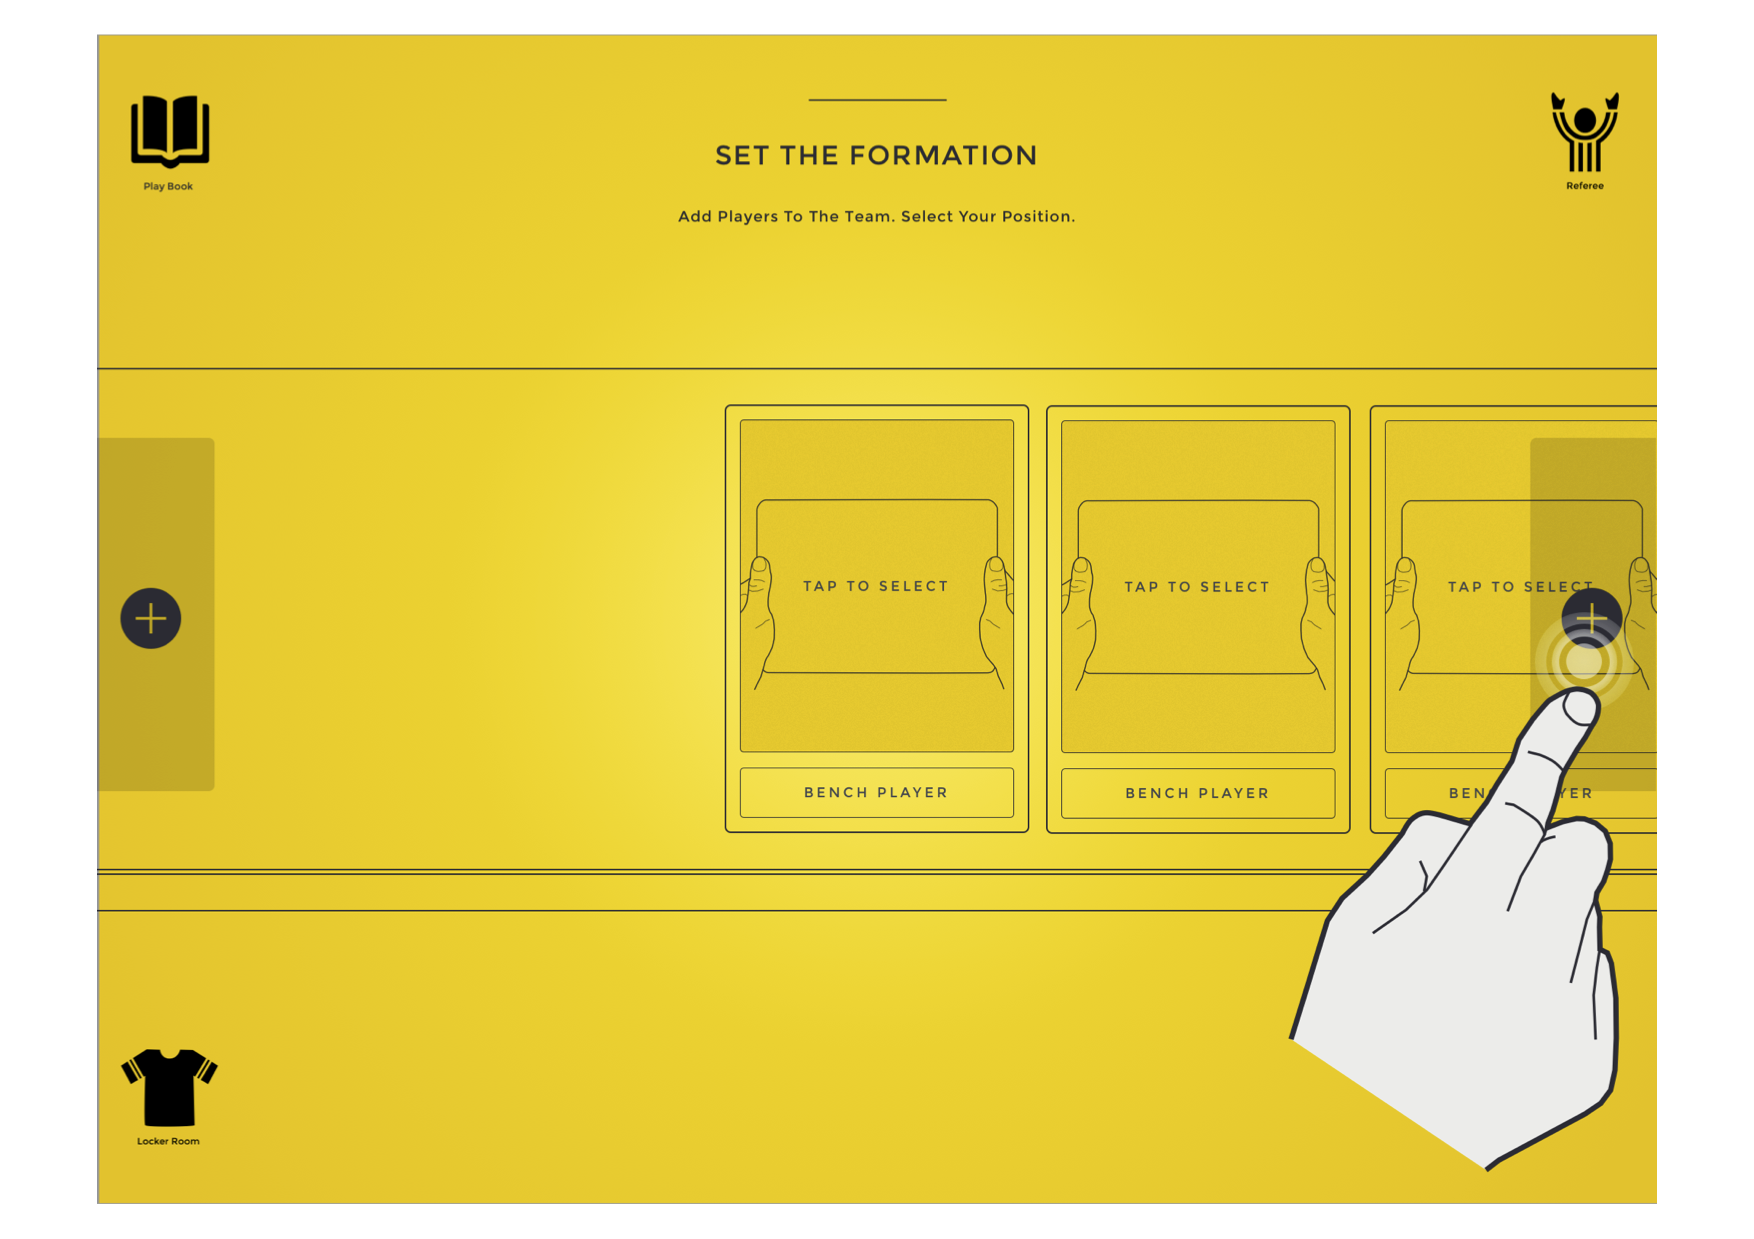 SET THE FORMATION
Play Book
Referee
Add Players To The Team. Select Your Position.
TAP TO SELECT
TAP TO SELECT
TAP TO SELECT
BENCH PLAYER
BENCH PLAYER
BEN YER
Locker Room